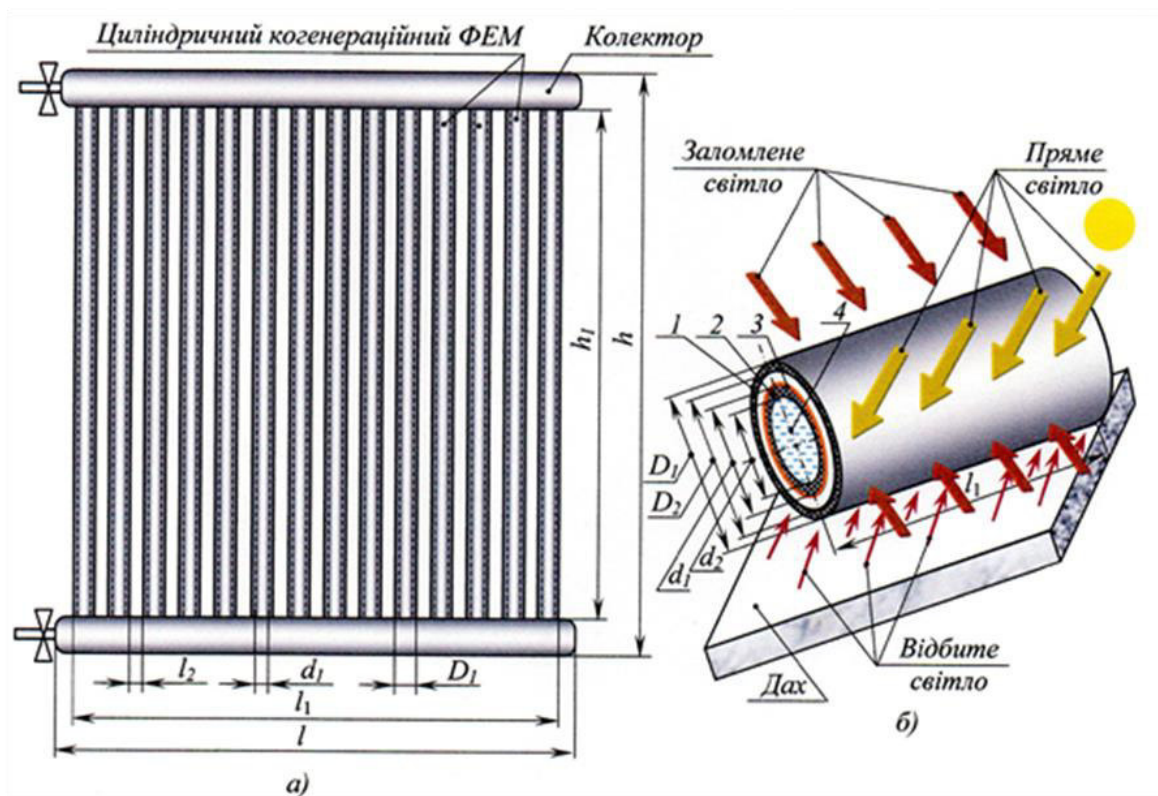 Циліндричний когенераційний ФЕМ
Колектор
h₁
h
l₂
d₁
D₁
l₁
l
а)
Заломлене
світло
Пряме
світло
1
2
3
4
D₁
D₂
d₁
d₂
l₁
Відбите
світло
Дах
б)